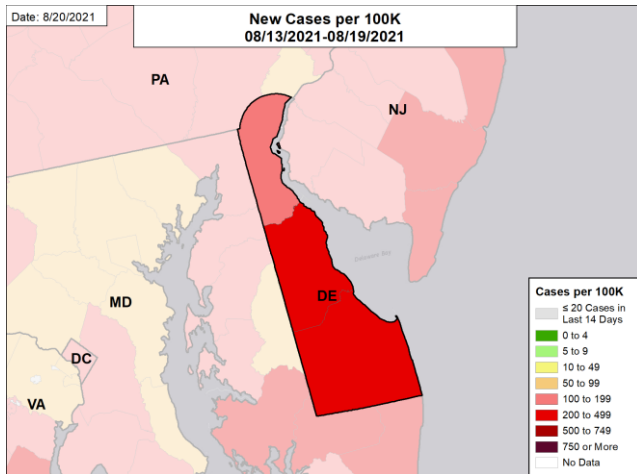 Date: 8/20/2021
New Cases per 100K
08/13/2021-08/19/2021
PA
NJ
Delaware Bay
DE
MD
DC
VA
Cases per 100K
≤ 20 Cases in
Last 14 Days
0 to 4
5 to 9
10 to 49
50 to 99
100 to 199
200 to 499
500 to 749
750 or More
No Data